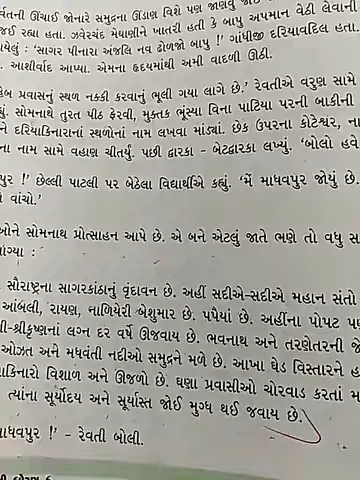 ર્વતની ઊંચાઈ જોનારે સમુદ્રના ઊંડાણ વિશે પણ જાણવું જોઈ
જઈ રહ્યા હતા. ઝવેરચંદ મેઘાણીને ખાતરી હતી કે બાપુ અપમાન વેઠી લેવાની
યેલું : 'સાગર પીનારા અંજલિ નવ ઢોળજો બાપુ !' ગાંધીજી દરિયાવદિલ હતા.
. આશીર્વાદ આપ્યા. એમના હૃદયમાંથી અમી વાદળી ઊઠી.
હેબ પ્રવાસનું સ્થળ નક્કી કરવાનું ભૂલી ગયા લાગે છે.' રેવતીએ વરુણ સામે
યું. સોમનાથે તુરત પીઠ ફેરવી, મુક્તક ભૂંસ્યા વિના પાટિયા પરની બાકીની
ને દરિયાકિનારાનાં સ્થળોનાં નામ લખવા માંડ્યાં. છેક ઉપરના કોટેશ્વર, ના
ના નામ સામે વહાણ ચીતર્યું. પછી દ્વારકા - બેટદ્વારકા લખ્યું. 'બોલો હવે
પુર !' છેલ્લી પાટલી પર બેઠેલા વિદ્યાર્થીએ કહ્યું. 'મેં માધવપુર જોયું છે.
વાંચો.'
ઓને સોમનાથ પ્રોત્સાહન આપે છે. એ બને એટલું જાતે ભણે તો વધુ સ
માંગ્યા :
સૌરાષ્ટ્રના સાગરકાંઠાનું વૃંદાવન છે. અહીં સદીએ-સદીએ મહાન સંતો
આંબલી, રાયણ, નાળિયેરી બેશુમાર છે. પપૈયાં છે. અહીંના પોપટ પણ
ી-શ્રીકૃષ્ણનાં લગ્ન દર વર્ષે ઊજવાય છે. ભવનાથ અને તરણેતરની જે
ઓઝત અને મધવંતી નદીઓ સમુદ્રને મળે છે. આખા ઘેડ વિસ્તારને હ
યાકિનારો વિશાળ અને ઊજળો છે. ઘણા પ્રવાસીઓ ચોરવાડ કરતાં મ
ત્યાંના સૂર્યોદય અને સૂર્યાસ્ત જોઈ મુગ્ધ થઈ જવાય છે.
માધવપુર !' - રેવતી બોલી.